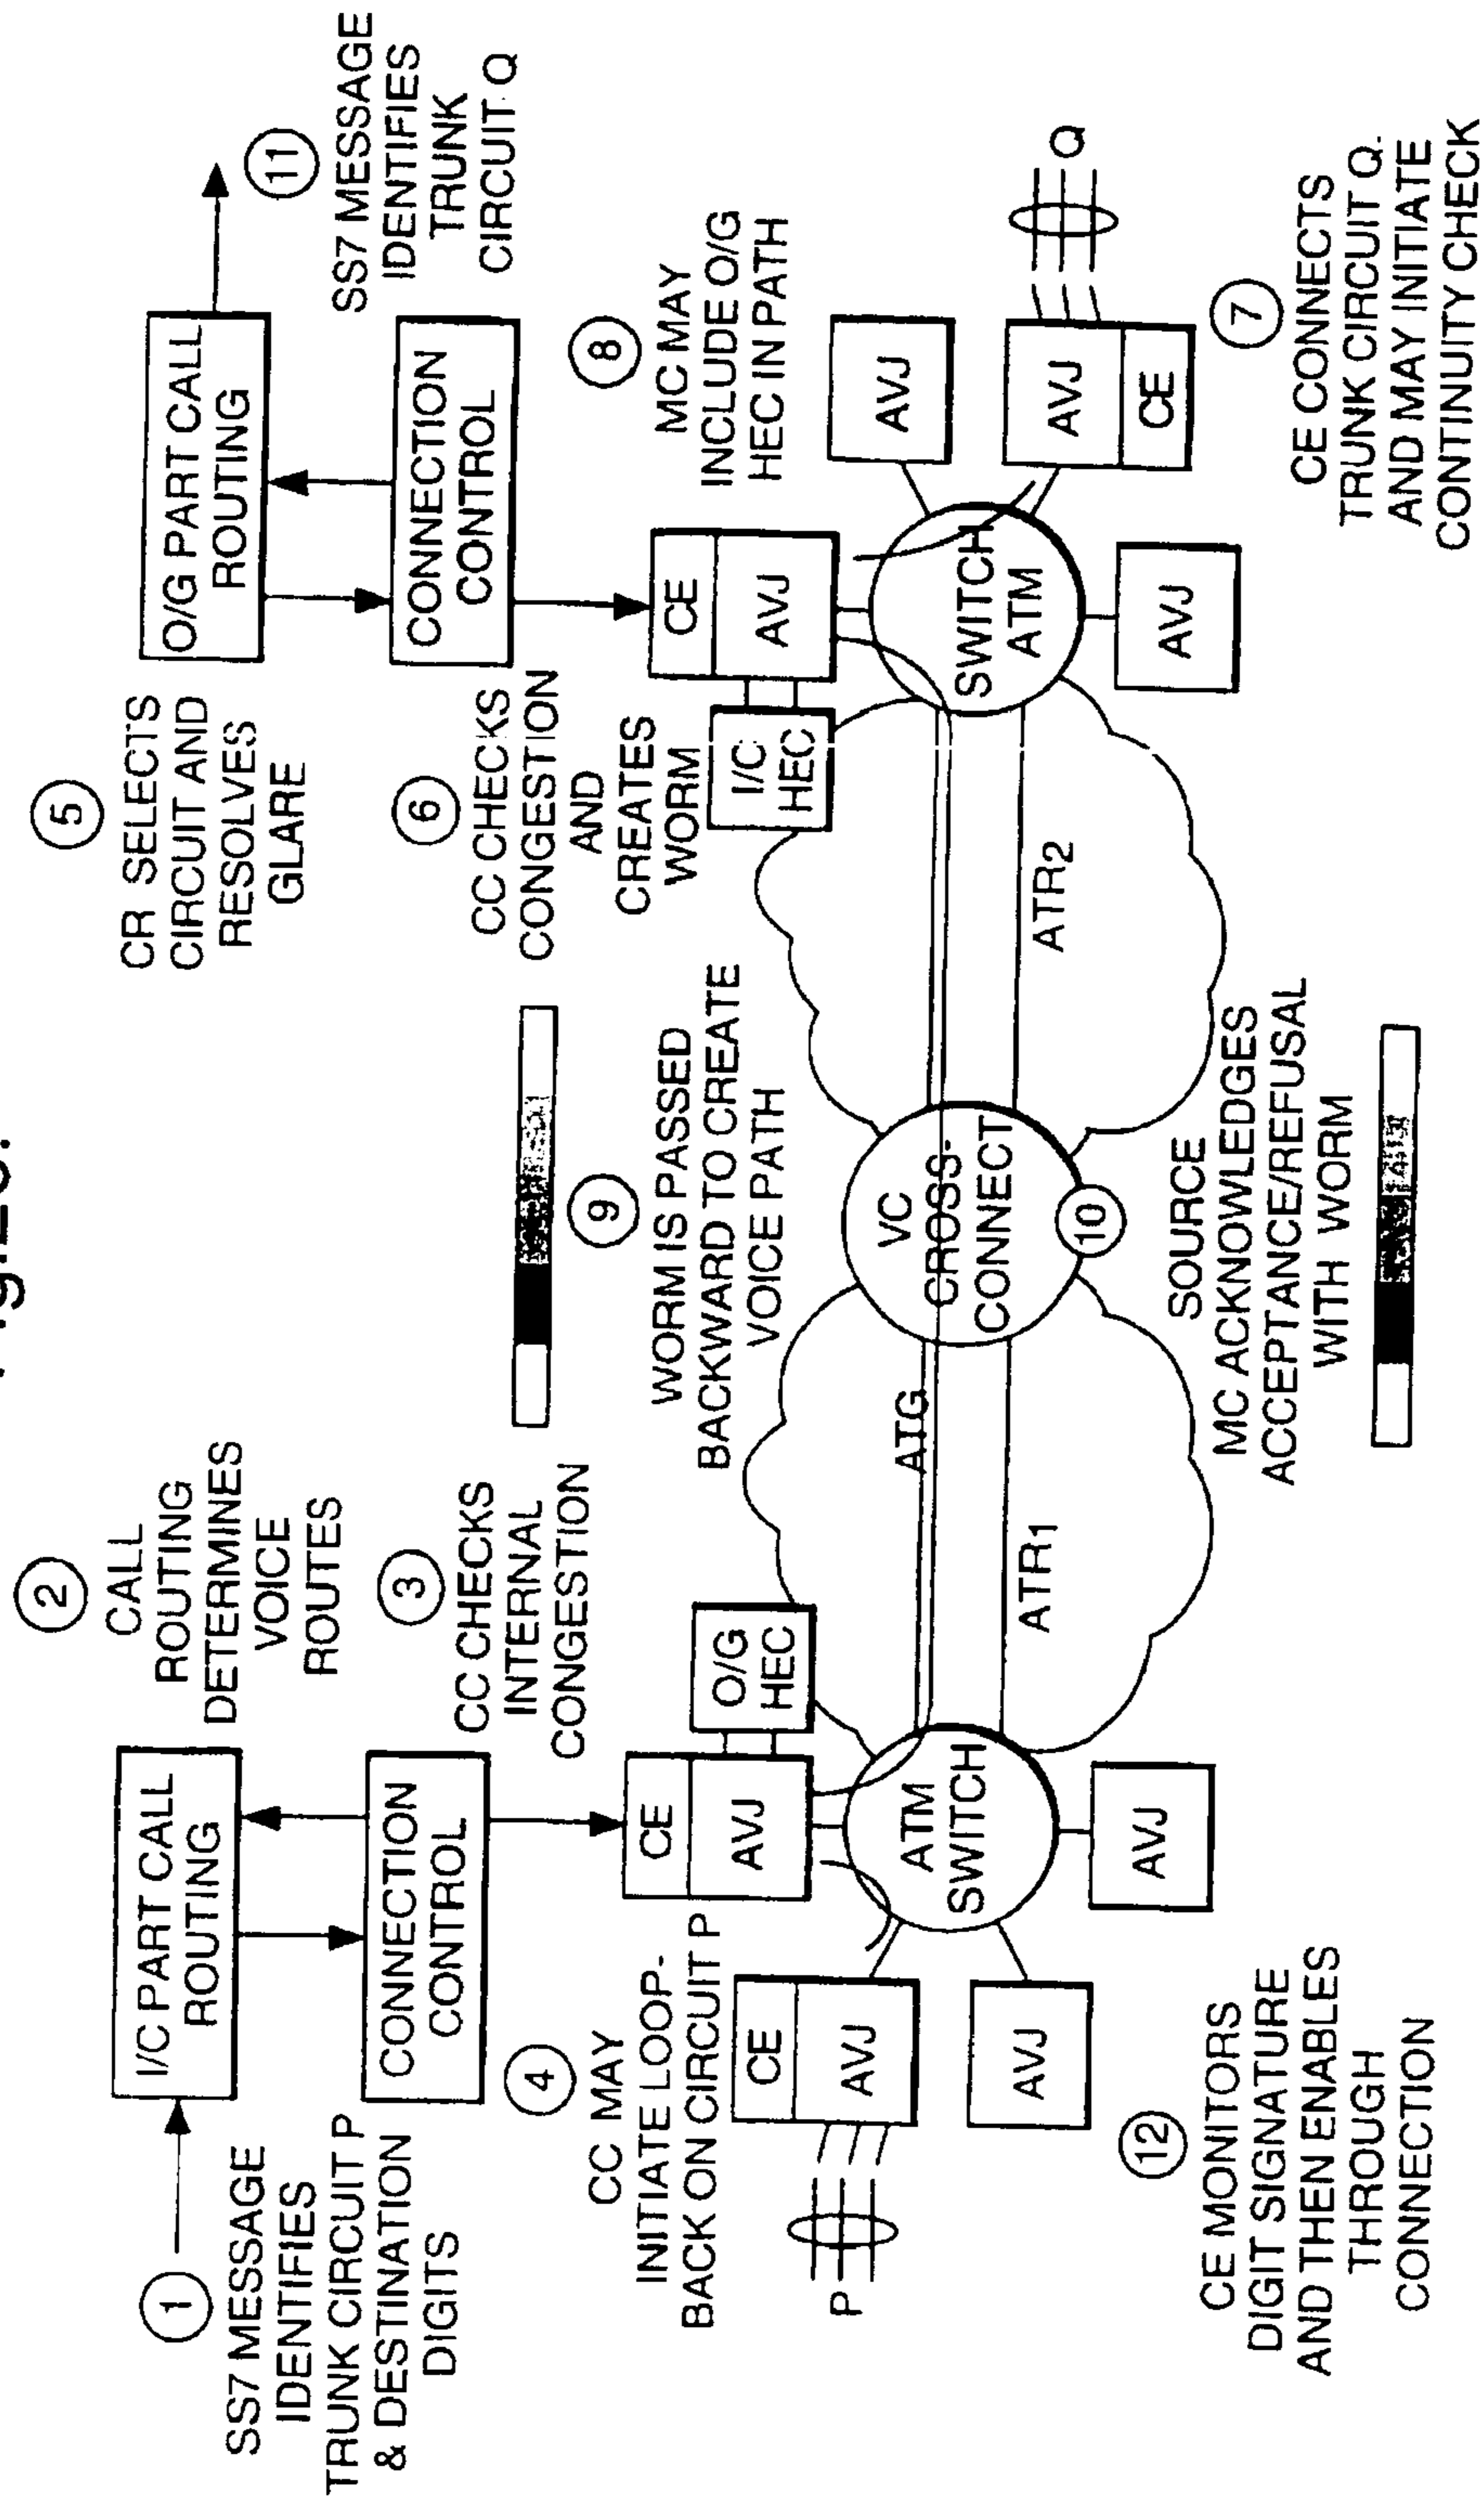 1
SS7 MESSAGE
IDENTIFIES
TRUNK CIRCUIT P
& DESTINATION
DIGITS
I/C PART CALL
ROUTING
2
CALL
ROUTING
DETERMINES
VOICE
ROUTES
CONNECTION
CONTROL
3
CC CHECKS
INTERNAL
CONGESTION
4
CC MAY
INITIATE LOOP-
BACK ON CIRCUIT P
5
CR SELECTS
CIRCUIT AND
RESOLVES
GLARE
O/G PART CALL
ROUTING
11
SS7 MESSAGE
IDENTIFIES
TRUNK
CIRCUIT Q
6
CC CHECKS
CONGESTION
AND
CREATES
WORM
CONNECTION
CONTROL
8
MC MAY
INCLUDE O/G
HEC IN PATH
9
WORM IS PASSED
BACKWARD TO CREATE
VOICE PATH
CE
AVJ
O/G
HEC
I/C
HEC
CE
AVJ
P
CE
AVJ
AVJ
ATM
SWITCH
AVJ
ATG
ATR1
VC
CROSS-
CONNECT
ATR2
SWITCH
ATM
AVJ
AVJ
AVJ
CE
Q
10
SOURCE
MC ACKNOWLEDGES
ACCEPTANCE/REFUSAL
WITH WORM
7
CE CONNECTS
TRUNK CIRCUIT Q.
AND MAY INITIATE
CONTINUITY CHECK
12
CE MONITORS
DIGIT SIGNATURE
AND THEN ENABLES
THROUGH
CONNECTION